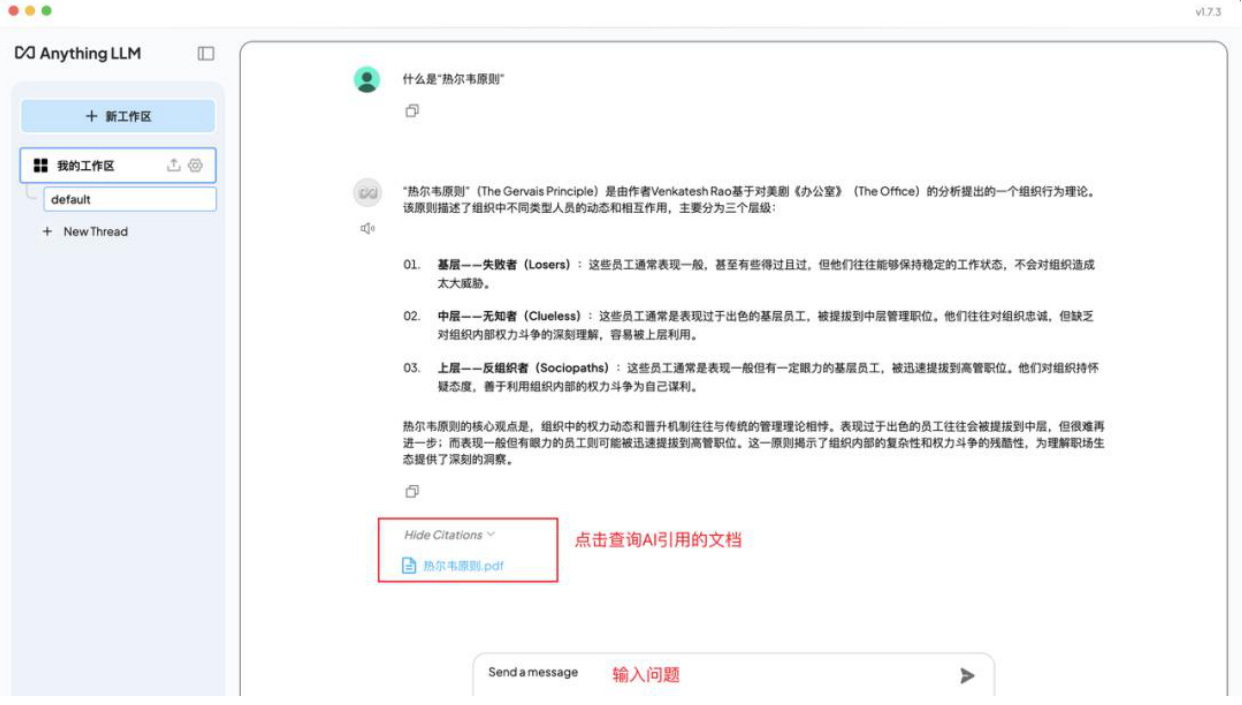 v1.7.3
Anything LLM
+ 新工作区
我的工作区
default
+ New Thread
什么是“热尔韦原则”
“热尔韦原则”（The Gervais Principle）是由作者Venkatesh Rao基于对美剧《办公室》（The Office）的分析提出的一个组织行为理论。
该原则描述了组织中不同类型人员的动态和相互作用，主要分为三个层级：
01. 基层——失败者（Losers）：这些员工通常表现一般，甚至有些得过且过，但他们往往能够保持稳定的工作状态，不会对组织造成
太大威胁。
02. 中层——无知者（Clueless）：这些员工通常是表现过于出色的基层员工，被提拔到中层管理职位。他们往往对组织忠诚，但缺乏
对组织内部权力斗争的深刻理解，容易被上层利用。
03. 上层——反组织者（Sociopaths）：这些员工通常是表现一般但有一定眼力的基层员工，被迅速提拔到高管职位。他们对组织持怀
疑态度，善于利用组织内部的权力斗争为自己谋利。
热尔韦原则的核心观点是，组织中的权力动态和晋升机制往往与传统的管理理论相悖。表现过于出色的员工往往会被提拔到中层，但很难再
进一步；而表现一般但有眼力的员工则可能被迅速提拔到高管职位。这一原则揭示了组织内部的复杂性和权力斗争的残酷性，为理解职场生
态提供了深刻的洞察。
Hide Citations
点击查询AI引用的文档
热尔韦原则.pdf
Send a message 输入问题